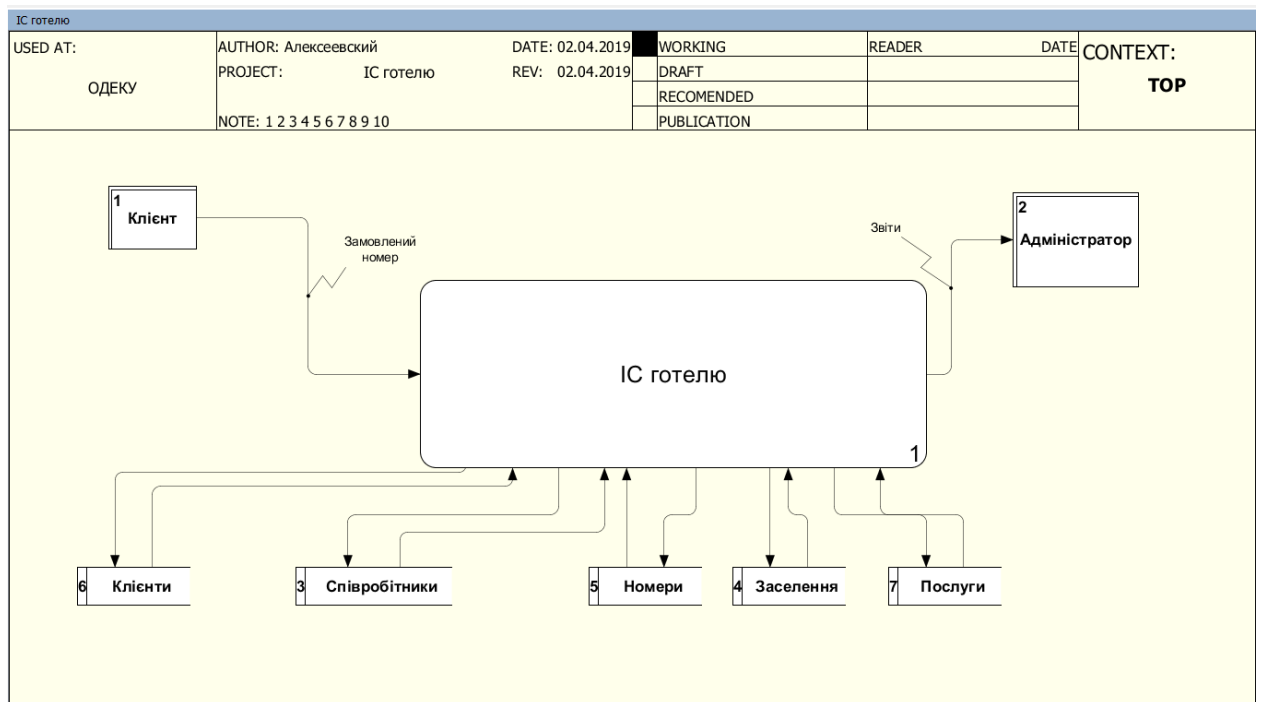 ІС готелю
USED AT:
ОДЕКУ
AUTHOR: Алексеевский
DATE: 02.04.2019
PROJECT: ІС готелю
REV: 02.04.2019
NOTE: 1 2 3 4 5 6 7 8 9 10
WORKING
DRAFT
RECOMENDED
PUBLICATION
READER
DATE
CONTEXT:
TOP
1
Клієнт
Замовлений
номер
Звіти
2
Адміністратор
ІС готелю
1
6 Клієнти
3 Співробітники
5 Номери
4 Заселення
7 Послуги